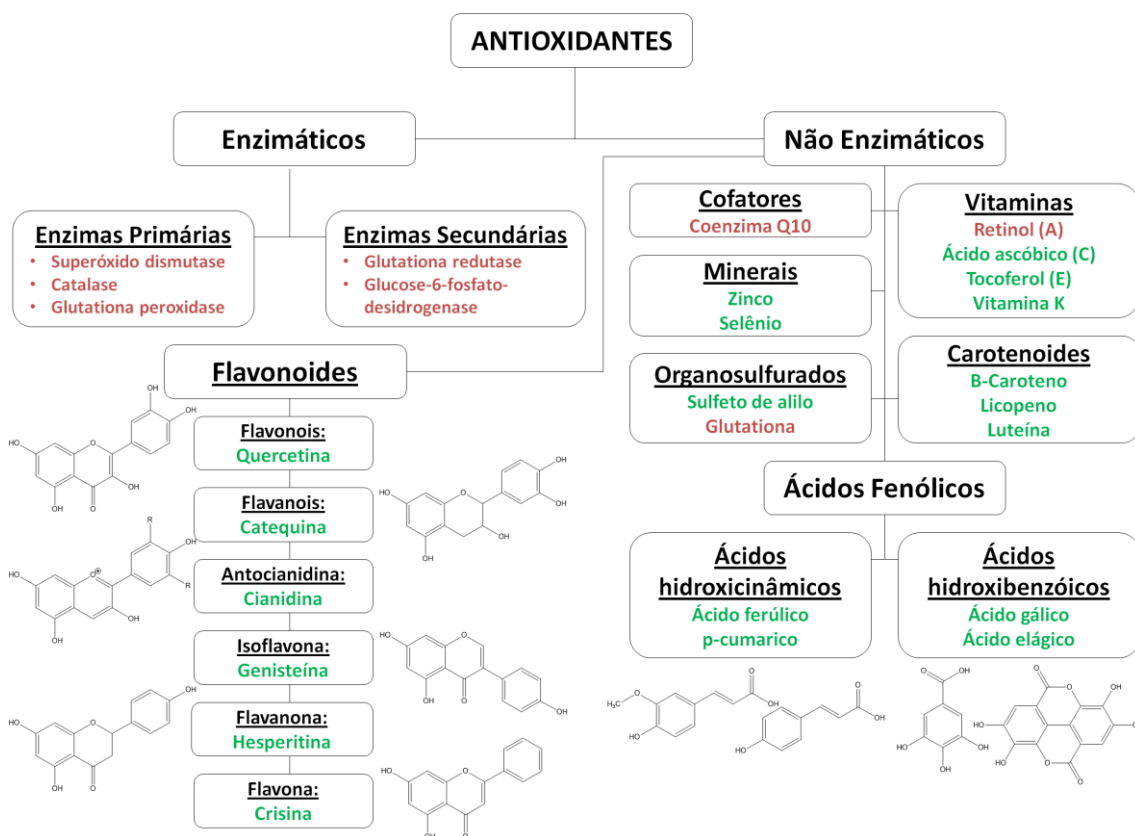 ANTIOXIDANTES
Enzimáticos
Não Enzimáticos
Enzimas Primárias
• Superóxido dismutase
• Catalase
• Glutationa peroxidase
Enzimas Secundárias
• Glutationa redutase
• Glucose-6-fosfato-
desidrogenase
Cofatores
Coenzima Q10
Vitaminas
Retinol (A)
Ácido ascóbico (C)
Tocoferol (E)
Vitamina K
Minerais
Zinco
Selênio
Organosulfurados
Sulfeto de alilo
Glutationa
Carotenoides
B-Caroteno
Licopeno
Luteína
Flavonoides
Flavonois:
Quercetina
Flavanois:
Catequina
Antocianidina:
Cianidina
Isoflavona:
Genisteína
Flavanona:
Hesperitina
Flavona:
Crisina
Ácidos Fenólicos
Ácidos
hidroxicinâmicos
Ácido ferúlico
p-cumarico
Ácidos
hidroxibenzóicos
Ácido gálico
Ácido elágico